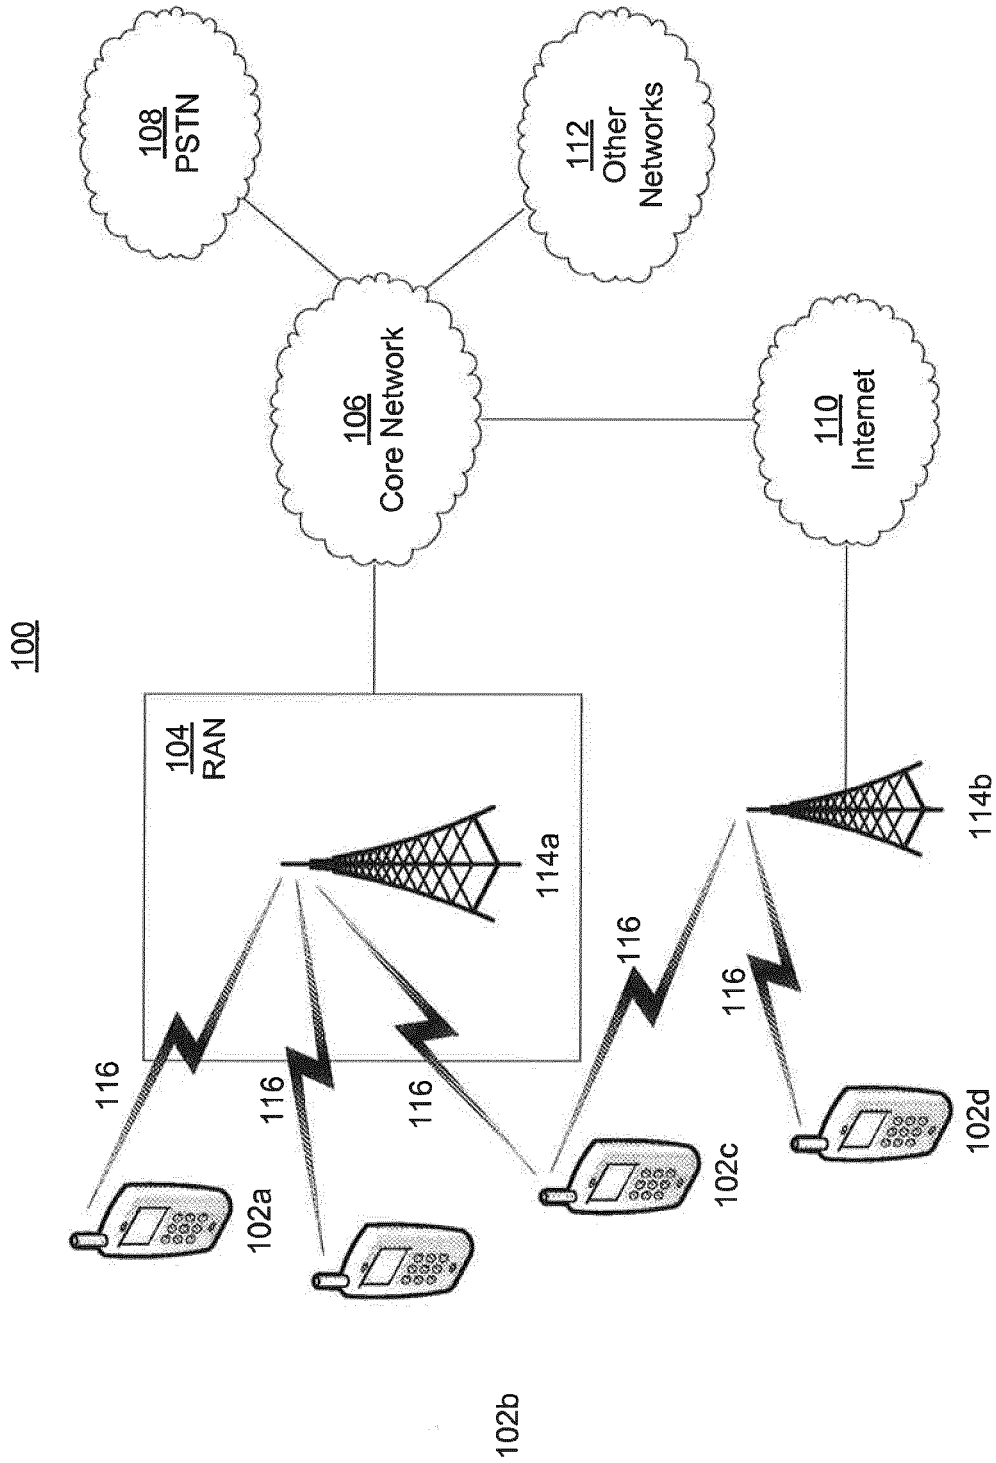 100
108
PSTN
106
Core Network
112
Other
Networks
104
RAN
110
Internet
114a
114b
116
116
116
116
116
102a
102b
102c
102d